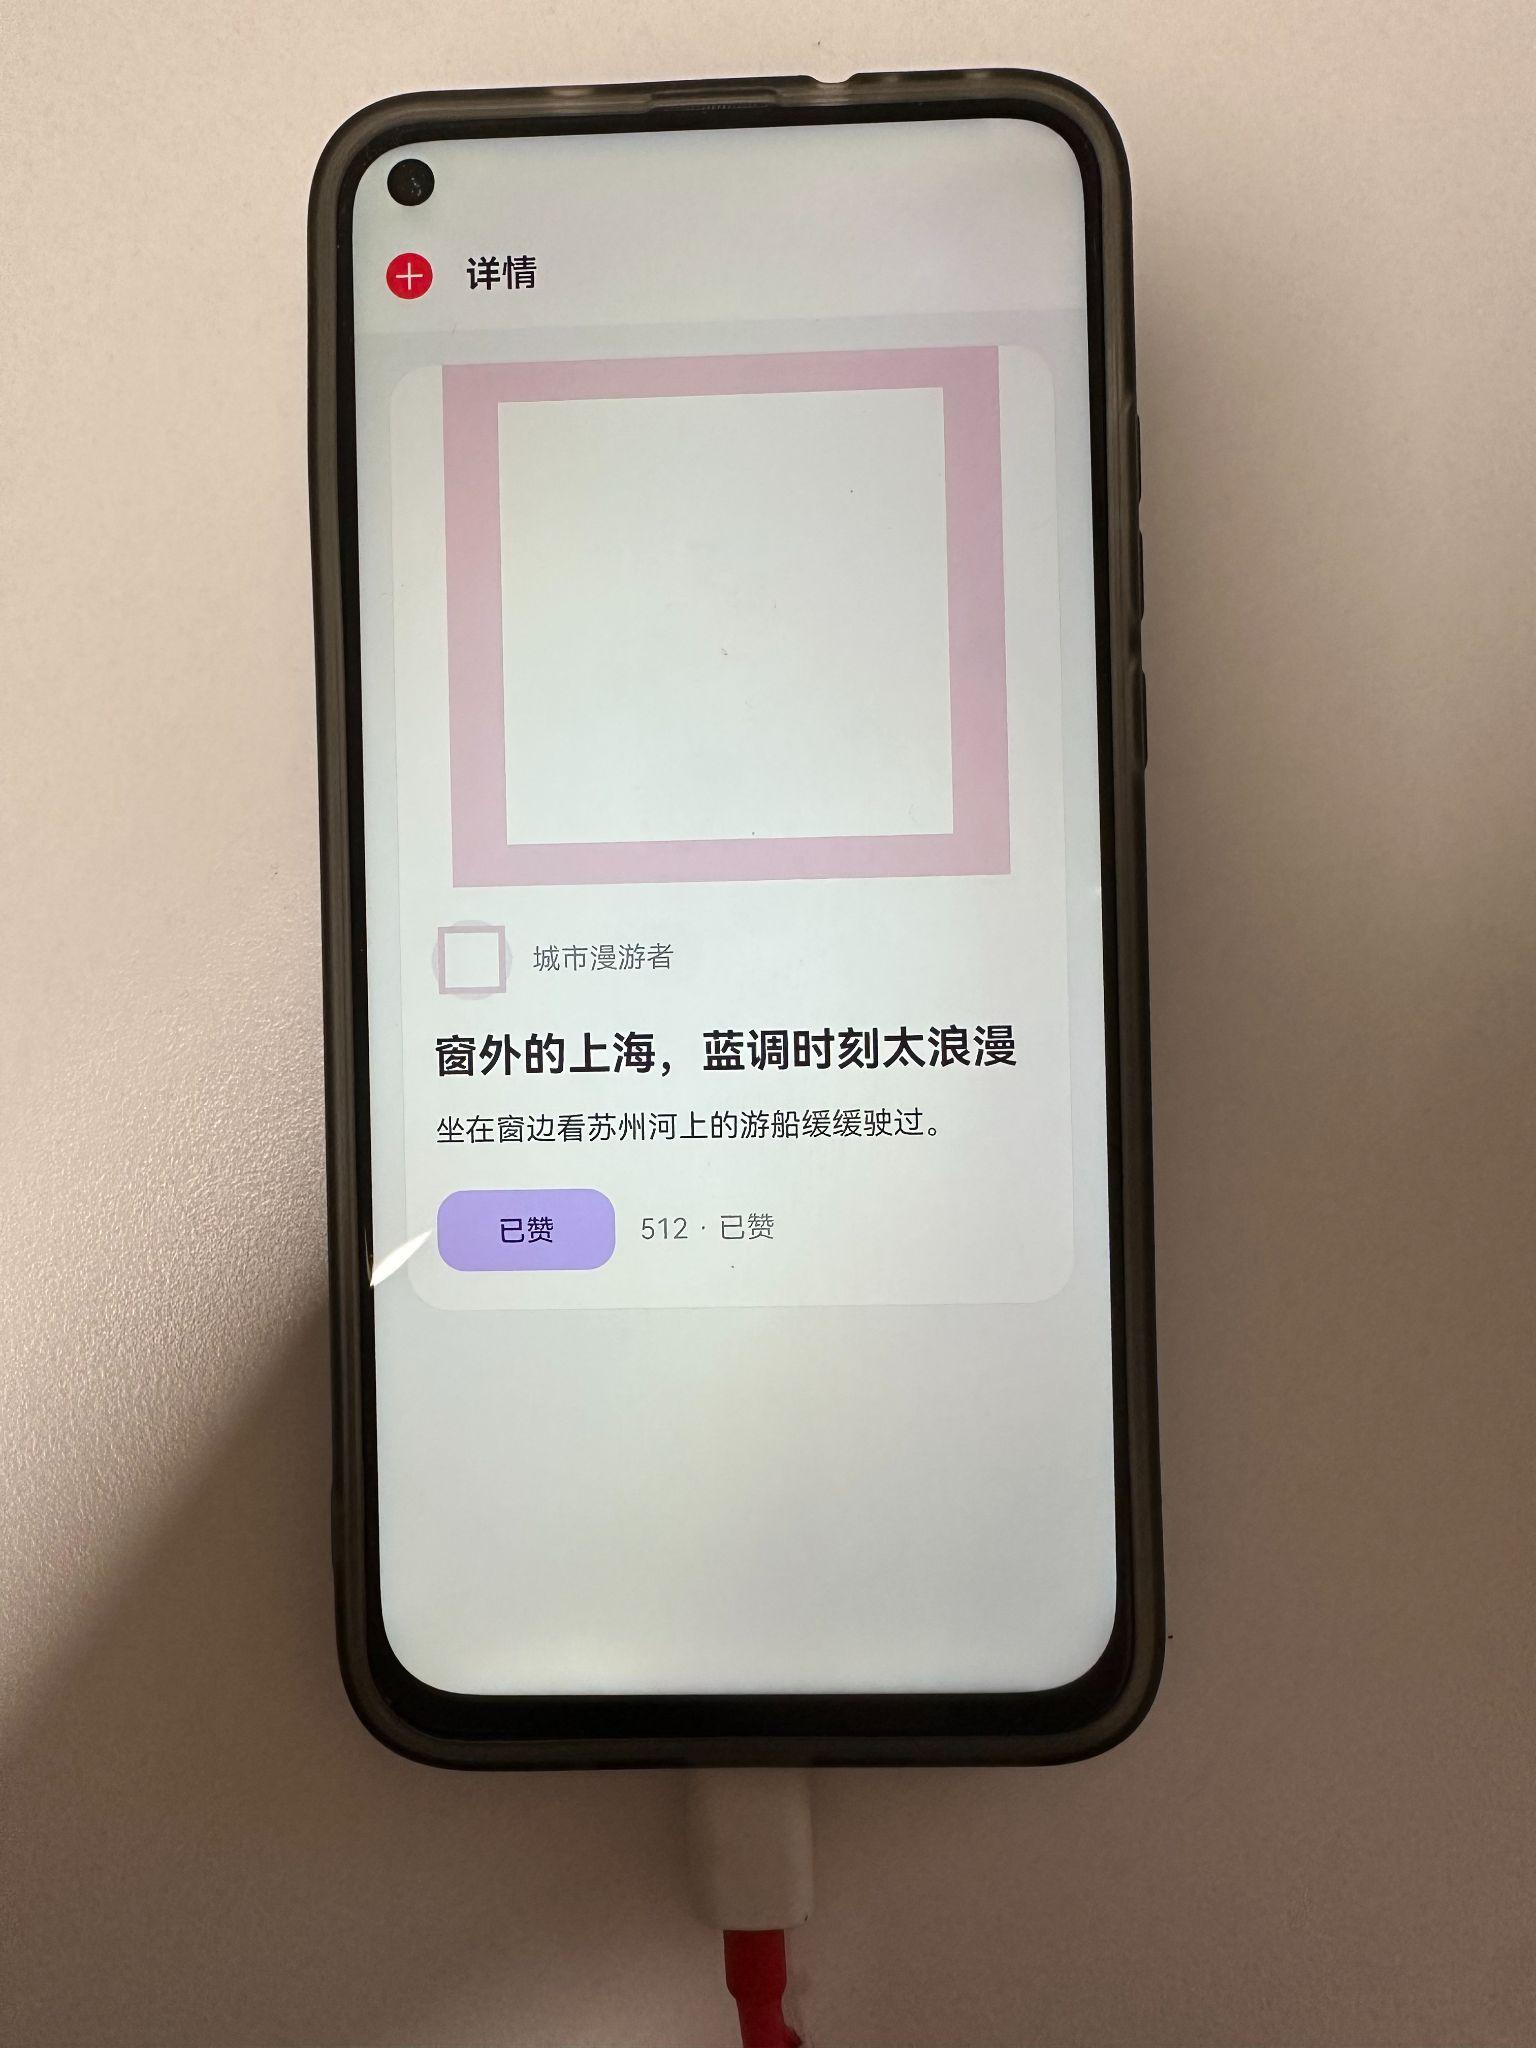 详情
城市漫游者
窗外的上海，蓝调时刻太浪漫
坐在窗边看苏州河上的游船缓缓驶过。
已赞 512 · 已赞